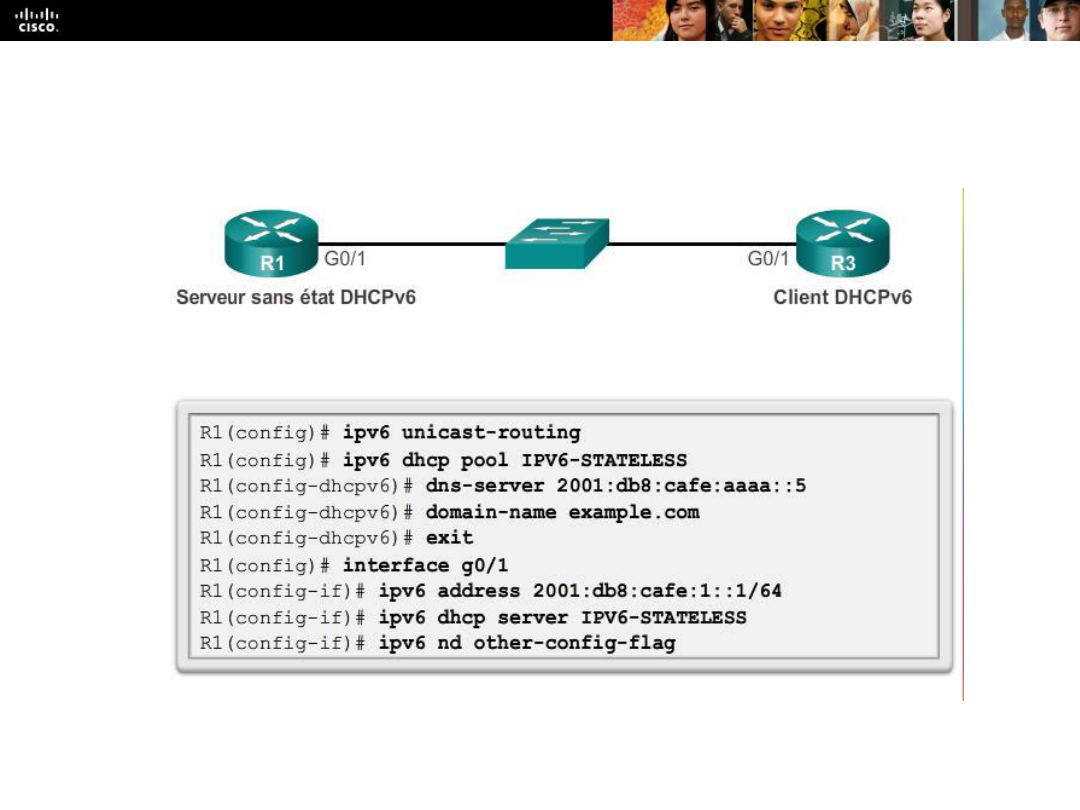 CISCO.
R1
G0/1
G0/1
R3
Serveur sans état DHCPv6
Client DHCPv6
R1(config)# ipv6 unicast-routing
R1(config)# ipv6 dhcp pool IPV6-STATELESS
R1(config-dhcpv6)# dns-server 2001:db8:cafe:aaaa::5
R1(config-dhcpv6)# domain-name example.com
R1(config-dhcpv6)# exit
R1(config)# interface g0/1
R1(config-if)# ipv6 address 2001:db8:cafe:1::1/64
R1(config-if)# ipv6 dhcp server IPV6-STATELESS
R1(config-if)# ipv6 nd other-config-flag